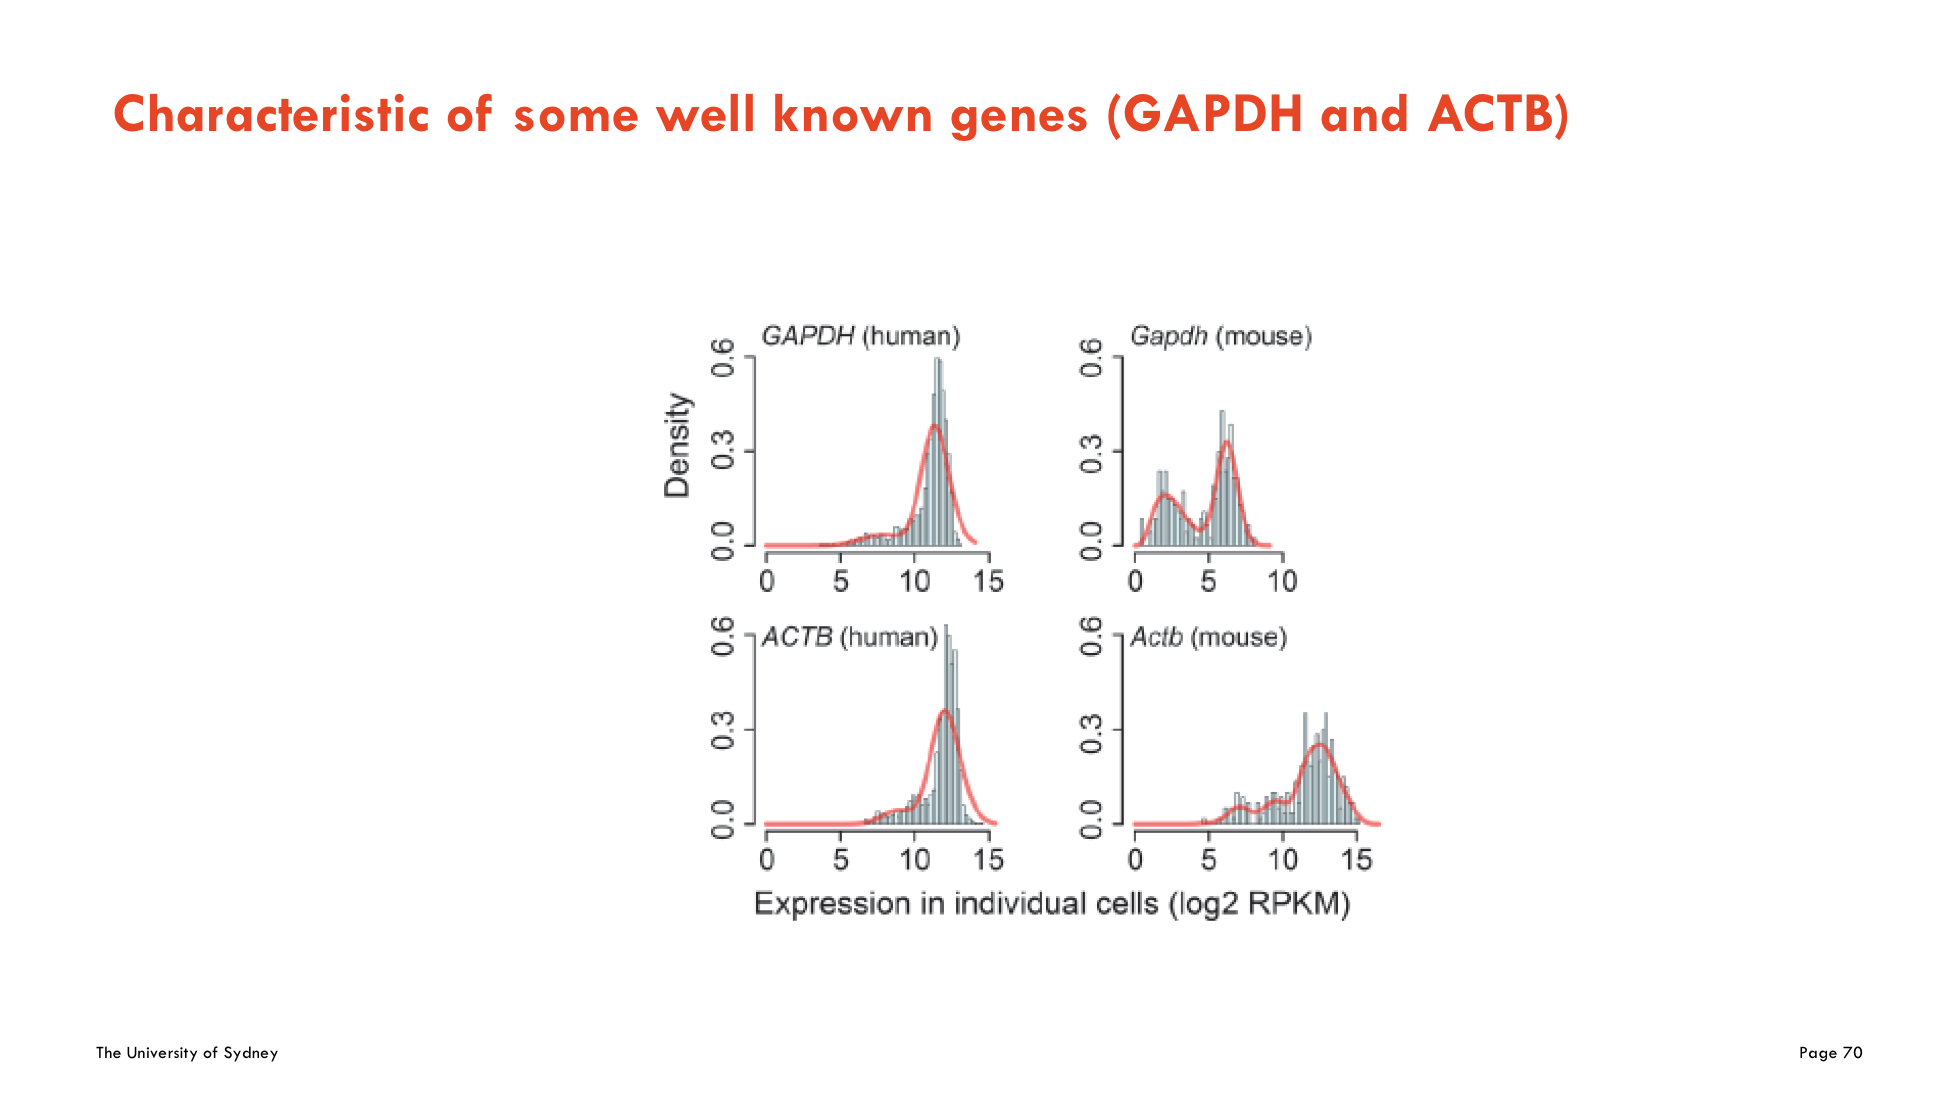 Characteristic of some well known genes (GAPDH and ACTB)
GAPDH (human)
Density
0.6
0.3
0.0
0 5 10 15
Gapdh (mouse)
0.6
0.3
0.0
0 5 10
ACTB (human)
0.6
0.3
0.0
0 5 10 15
Actb (mouse)
0.6
0.3
0.0
0 5 10 15
Expression in individual cells (log2 RPKM)
The University of Sydney
Page 70